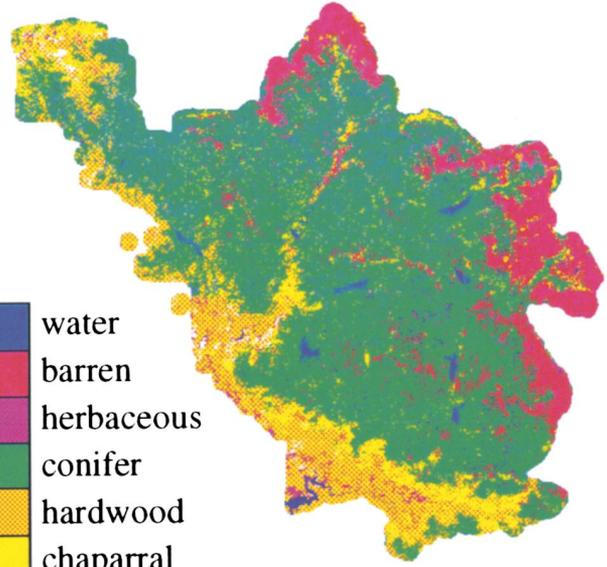 water
barren
herbaceous
conifer
hardwood
chaparral